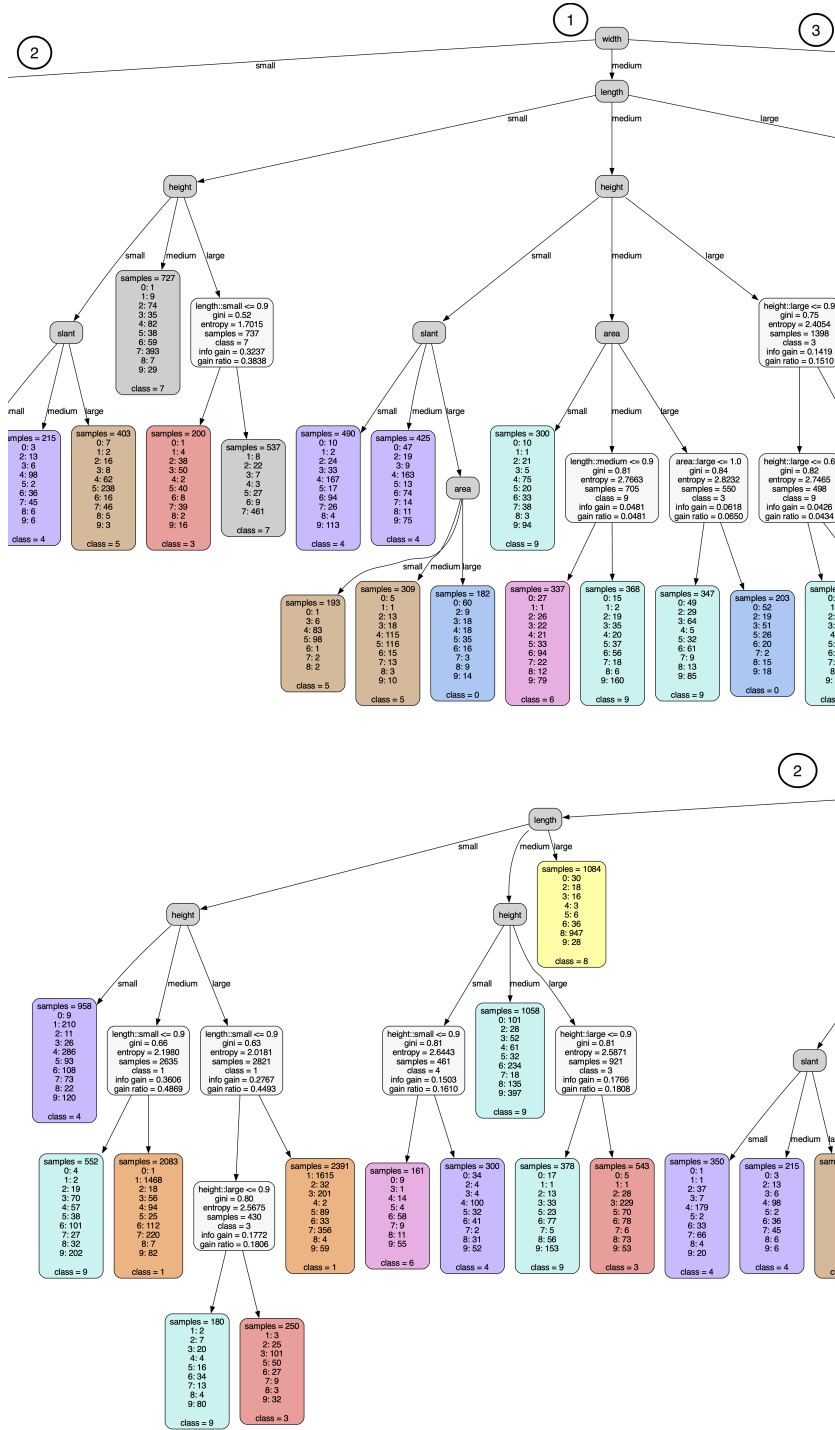 1
2
3
width
small
medium
length
small
medium
large
height
height
small
medium
large
small
medium
large
samples = 727
0: 1
1: 9
2: 74
3: 35
4: 82
5: 38
6: 59
7: 393
8: 7
9: 29
class = 7
length::small <= 0.9
gini = 0.52
entropy = 1.7015
samples = 737
class = 7
info gain = 0.3237
gain ratio = 0.3838
height::large <= 0.9
gini = 0.75
entropy = 2.4054
samples = 1398
class = 3
info gain = 0.1419
gain ratio = 0.1510
slant
slant
area
medium
large
small
medium
large
small
medium
large
samples = 215
0: 3
2: 13
3: 6
4: 98
5: 2
6: 36
7: 45
8: 6
9: 6
class = 4
samples = 403
0: 7
1: 2
2: 16
3: 8
4: 62
5: 238
6: 16
7: 46
8: 5
9: 3
class = 5
samples = 200
0: 1
1: 4
2: 38
3: 50
4: 2
5: 40
6: 8
7: 39
8: 2
9: 16
class = 3
samples = 537
1: 8
2: 22
3: 7
4: 3
5: 27
6: 9
7: 461
class = 7
samples = 490
0: 10
1: 2
2: 24
3: 33
4: 167
5: 17
6: 94
7: 26
8: 4
9: 113
class = 4
samples = 425
0: 47
2: 19
3: 9
4: 163
5: 13
6: 74
7: 14
8: 11
9: 75
class = 4
area
samples = 300
0: 10
1: 1
2: 21
3: 5
4: 75
5: 20
6: 33
7: 38
8: 3
9: 94
class = 9
length::medium <= 0.9
gini = 0.81
entropy = 2.7663
samples = 705
class = 9
info gain = 0.0481
gain ratio = 0.0481
area::large <= 1.0
gini = 0.84
entropy = 2.8232
samples = 550
class = 3
info gain = 0.0618
gain ratio = 0.0650
height::large <= 0.6
gini = 0.82
entropy = 2.7465
samples = 498
class = 9
info gain = 0.0426
gain ratio = 0.0434
small
medium
large
samples = 193
0: 1
3: 6
4: 83
5: 98
6: 1
7: 2
8: 2
class = 5
samples = 309
0: 5
1: 1
2: 13
3: 18
4: 115
5: 116
6: 15
7: 13
8: 3
9: 10
class = 5
samples = 182
0: 60
2: 9
3: 18
4: 18
5: 35
6: 16
7: 3
8: 9
9: 14
class = 0
samples = 337
0: 27
1: 1
2: 26
3: 22
4: 21
5: 33
6: 94
7: 22
8: 12
9: 79
class = 6
samples = 368
0: 15
1: 2
2: 19
3: 35
4: 20
5: 37
6: 56
7: 18
8: 6
9: 160
class = 9
samples = 347
0: 49
2: 29
3: 64
4: 5
5: 32
6: 61
7: 9
8: 13
9: 85
class = 9
samples = 203
0: 52
2: 19
3: 51
5: 26
6: 20
7: 2
8: 15
9: 18
class = 0
2
length
small
medium
large
samples = 1084
0: 30
2: 18
3: 16
4: 3
5: 6
6: 36
8: 947
9: 28
class = 8
height
height
small
medium
large
small
medium
large
samples = 958
0: 9
1: 210
2: 11
3: 26
4: 286
5: 93
6: 108
7: 73
8: 22
9: 120
class = 4
length::small <= 0.9
gini = 0.66
entropy = 2.1980
samples = 2635
class = 1
info gain = 0.3606
gain ratio = 0.4869
length::small <= 0.9
gini = 0.63
entropy = 2.0181
samples = 2821
class = 1
info gain = 0.2767
gain ratio = 0.4493
height::small <= 0.9
gini = 0.81
entropy = 2.6443
samples = 461
class = 4
info gain = 0.1503
gain ratio = 0.1610
samples = 1058
0: 101
2: 28
3: 52
4: 61
5: 32
6: 234
7: 18
8: 135
9: 397
class = 9
height::large <= 0.9
gini = 0.81
entropy = 2.5871
samples = 921
class = 3
info gain = 0.1766
gain ratio = 0.1808
slant
small
medium
samples = 552
0: 4
1: 2
2: 19
3: 70
4: 57
5: 38
6: 101
7: 27
8: 32
9: 202
class = 9
samples = 2083
0: 1
1: 1468
2: 18
3: 56
4: 94
5: 25
6: 112
7: 220
8: 7
9: 82
class = 1
height::large <= 0.9
gini = 0.80
entropy = 2.5675
samples = 430
class = 3
info gain = 0.1772
gain ratio = 0.1806
samples = 2391
1: 1615
2: 32
3: 201
4: 2
5: 89
6: 33
7: 356
8: 4
9: 59
class = 1
samples = 161
0: 9
3: 1
4: 14
5: 4
6: 58
7: 9
8: 11
9: 55
class = 6
samples = 300
0: 34
2: 4
3: 4
4: 100
5: 32
6: 41
7: 2
8: 31
9: 52
class = 4
samples = 378
0: 17
1: 1
2: 13
3: 33
5: 23
6: 77
7: 5
8: 56
9: 153
class = 9
samples = 543
0: 5
1: 1
2: 28
3: 229
5: 70
6: 78
7: 6
8: 73
9: 53
class = 3
samples = 350
0: 1
1: 1
2: 37
3: 7
4: 179
5: 2
6: 33
7: 66
8: 4
9: 20
class = 4
samples = 215
0: 3
2: 13
3: 6
4: 98
5: 2
6: 36
7: 45
8: 6
9: 6
class = 4
samples = 180
1: 2
2: 7
3: 20
4: 4
5: 16
6: 34
7: 13
8: 4
9: 80
class = 9
samples = 250
1: 3
2: 25
3: 101
5: 50
6: 27
7: 9
8: 3
9: 32
class = 3